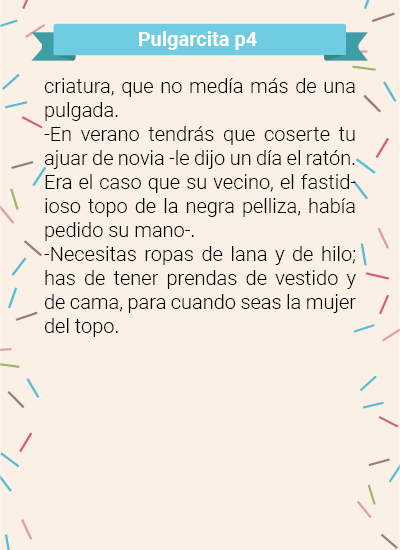 Pulgarcita p4
criatura, que no medía más de una
pulgada.
-En verano tendrás que coserte tu
ajuar de novia -le dijo un día el ratón.
Era el caso que su vecino, el fastid-
ioso topo de la negra pelliza, había
pedido su mano-.
-Necesitas ropas de lana y de hilo;
has de tener prendas de vestido y
de cama, para cuando seas la mujer
del topo.